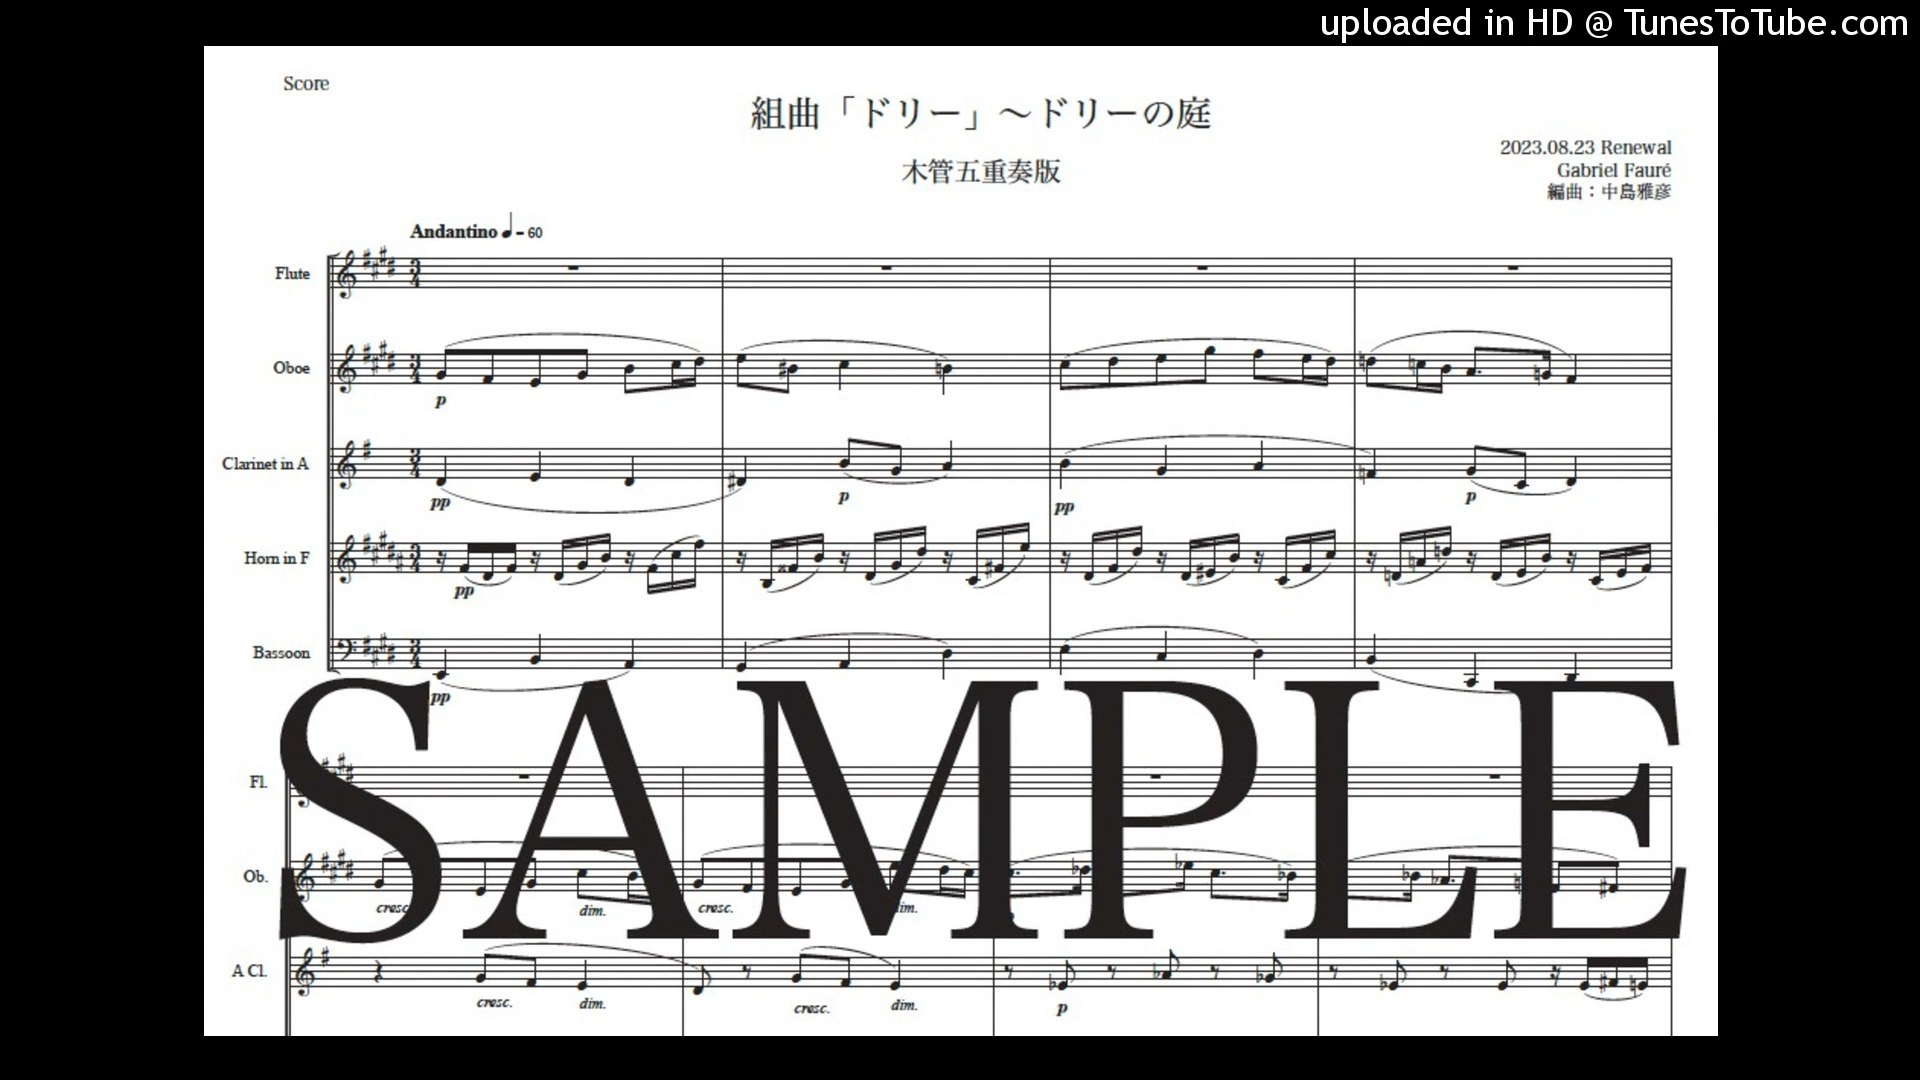 uploaded in HD @ TunesToTube.com
Score
組曲「ドリー」～ドリーの庭
木管五重奏版
2023.08.23 Renewal
Gabriel Fauré
編曲：中島雅彦
Andantino ♩= 60
Flute
Oboe
p
Clarinet in A
pp
p
pp
p
Horn in F
pp
Bassoon
pp
SAMPLE
Fl.
Ob.
cresc.
dim.
cresc.
dim.
A Cl.
cresc.
dim.
cresc.
dim.
p